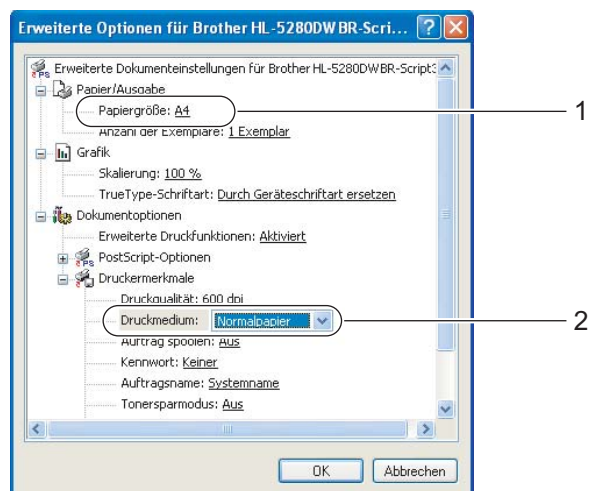 Erweiterte Optionen für Brother HL-5280DW BR-Scri...
Erweiterte Dokumenteinstellungen für Brother HL-5280DW BR-Script3
Papier/Ausgabe
Papiergröße: A4
1
Anzahl der Exemplare: 1 Exemplar
Grafik
Skalierung: 100 %
TrueType-Schriftart: Durch Geräteschriftart ersetzen
Dokumentoptionen
Erweiterte Druckfunktionen: Aktiviert
PostScript-Optionen
Druckermerkmale
Druckqualität: 600 dpi
Druckmedium: Normalpapier
2
Auftrag spoolen: Aus
Kennwort: Keiner
Auftragsname: Systemname
Tonersparmodus: Aus
OK
Abbrechen